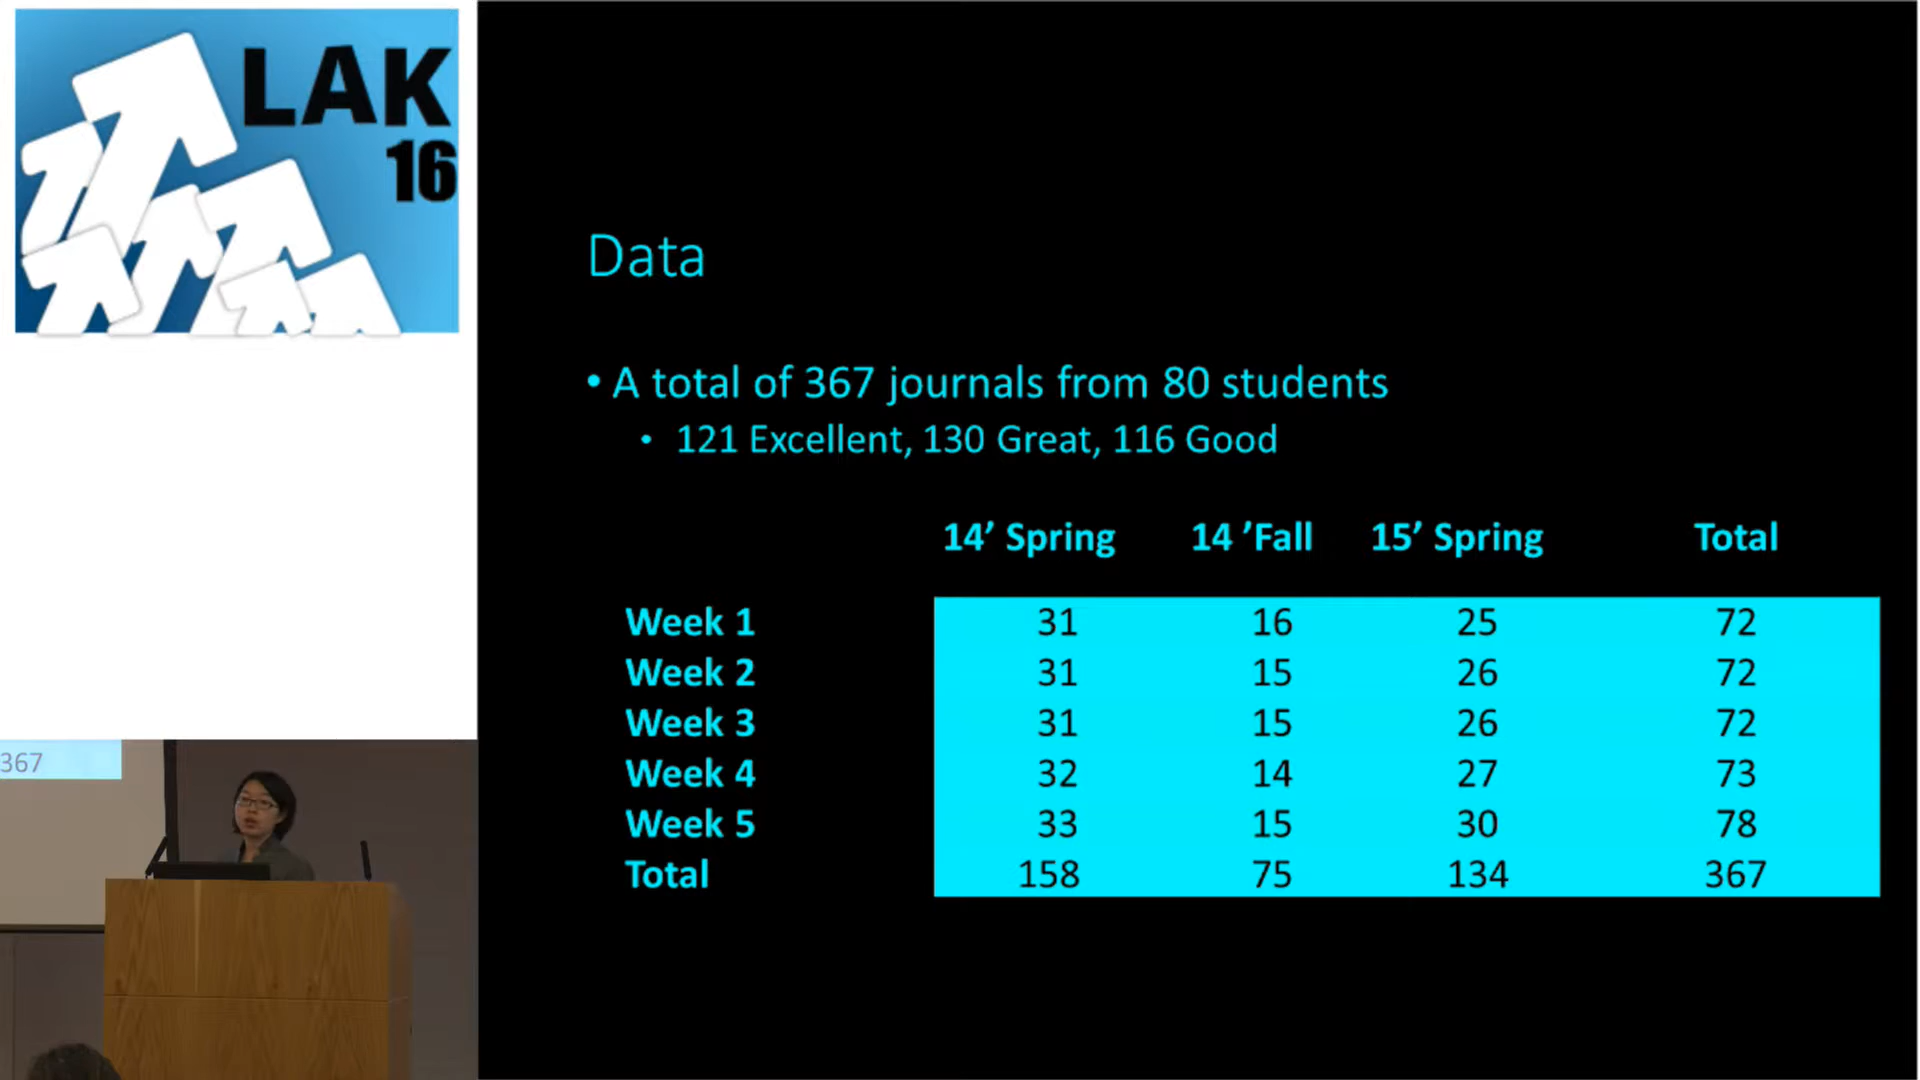 LAK
16
Data
• A total of 367 journals from 80 students
• 121 Excellent, 130 Great, 116 Good
14’ Spring 14 ’Fall 15’ Spring Total
Week 1 31 16 25 72
Week 2 31 15 26 72
Week 3 31 15 26 72
Week 4 32 14 27 73
Week 5 33 15 30 78
Total 158 75 134 367
367